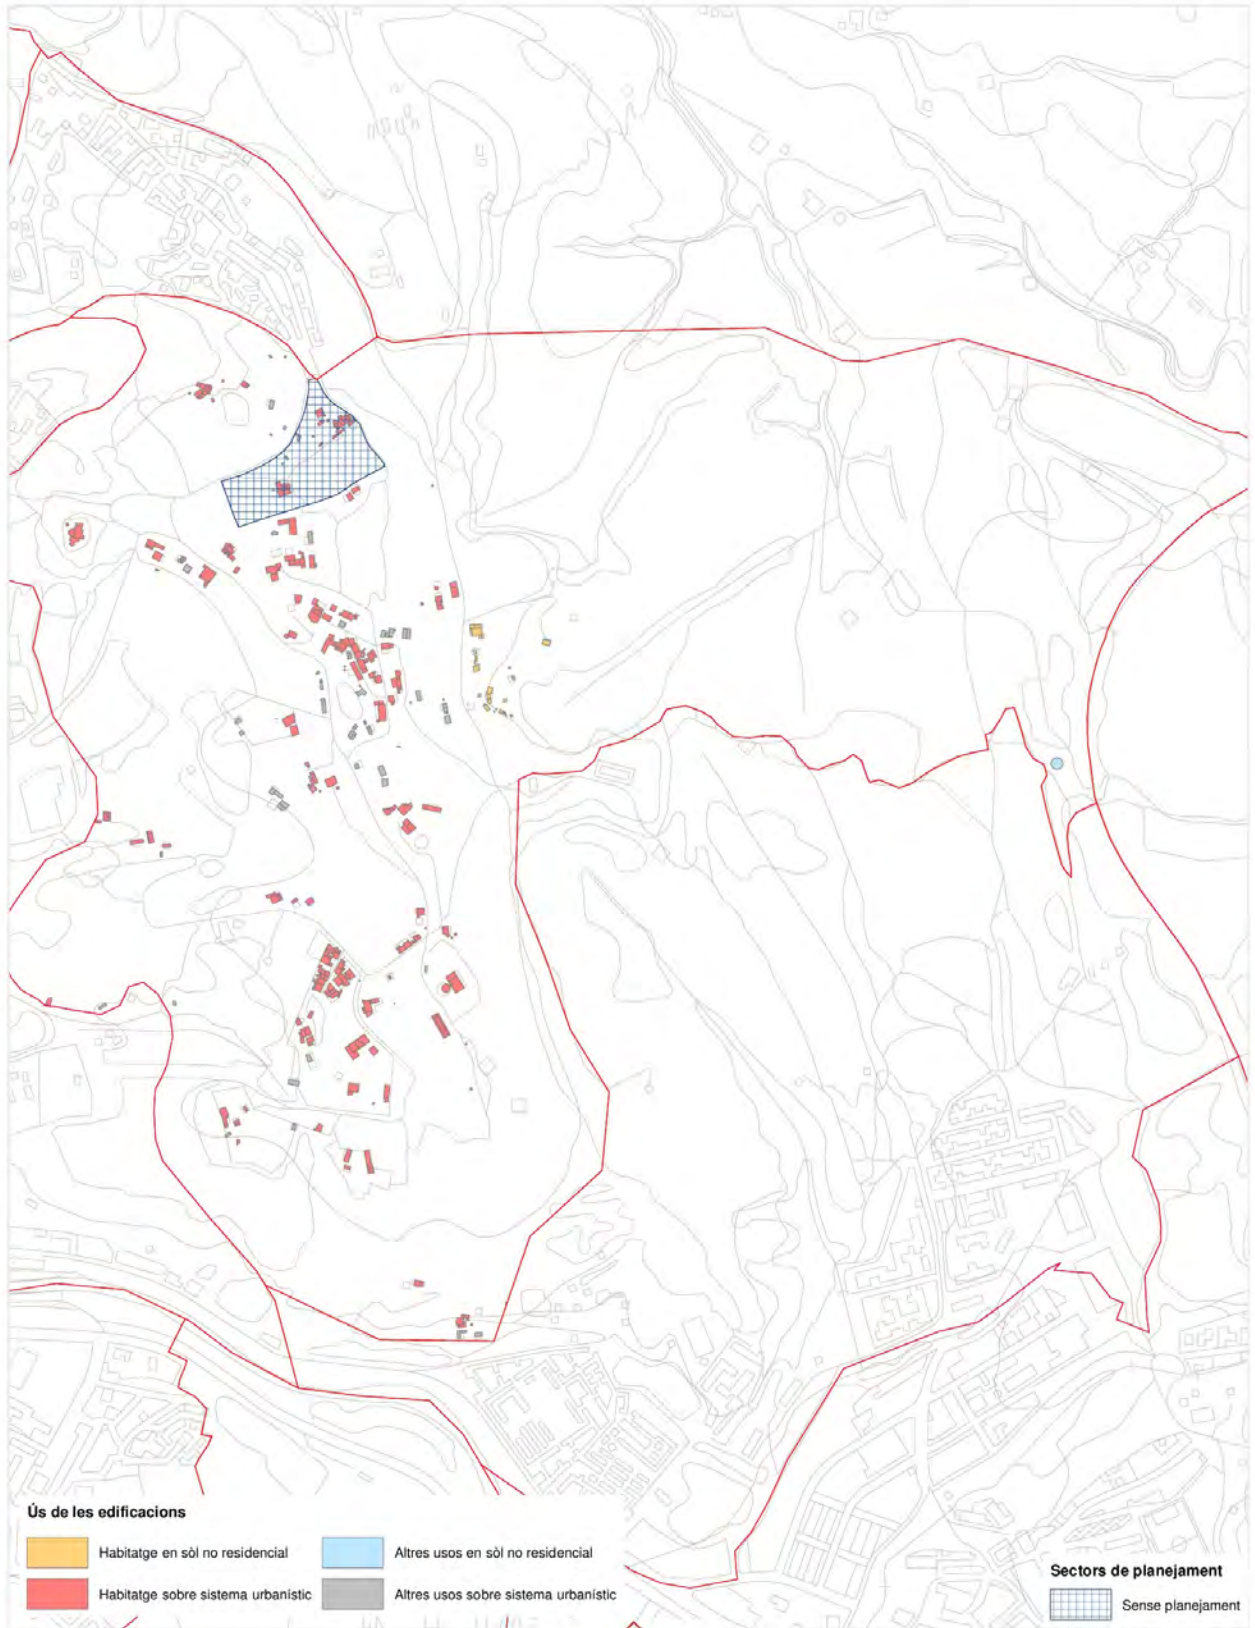 Ús de les edificacions
Habitatge en sòl no residencial
Altres usos en sòl no residencial
Habitatge sobre sistema urbanístic
Altres usos sobre sistema urbanístic
Sectors de planejament
Sense planejament